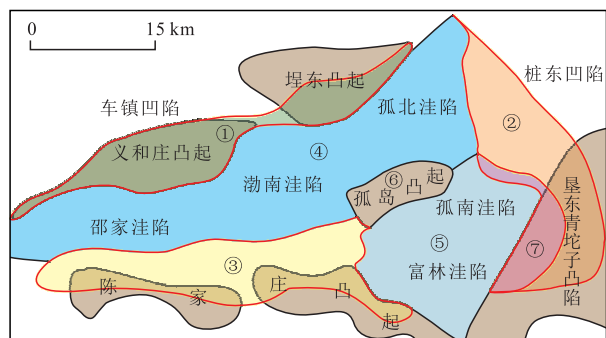 0 15 km
埕东凸起
桩东凹陷
车镇凹陷
孤北洼陷
①
②
义和庄凸起
④
渤南洼陷
⑥
孤岛凸起
垦东青坨子凸陷
邵家洼陷
孤南洼陷
⑤
⑦
③
富林洼陷
陈家庄凸起